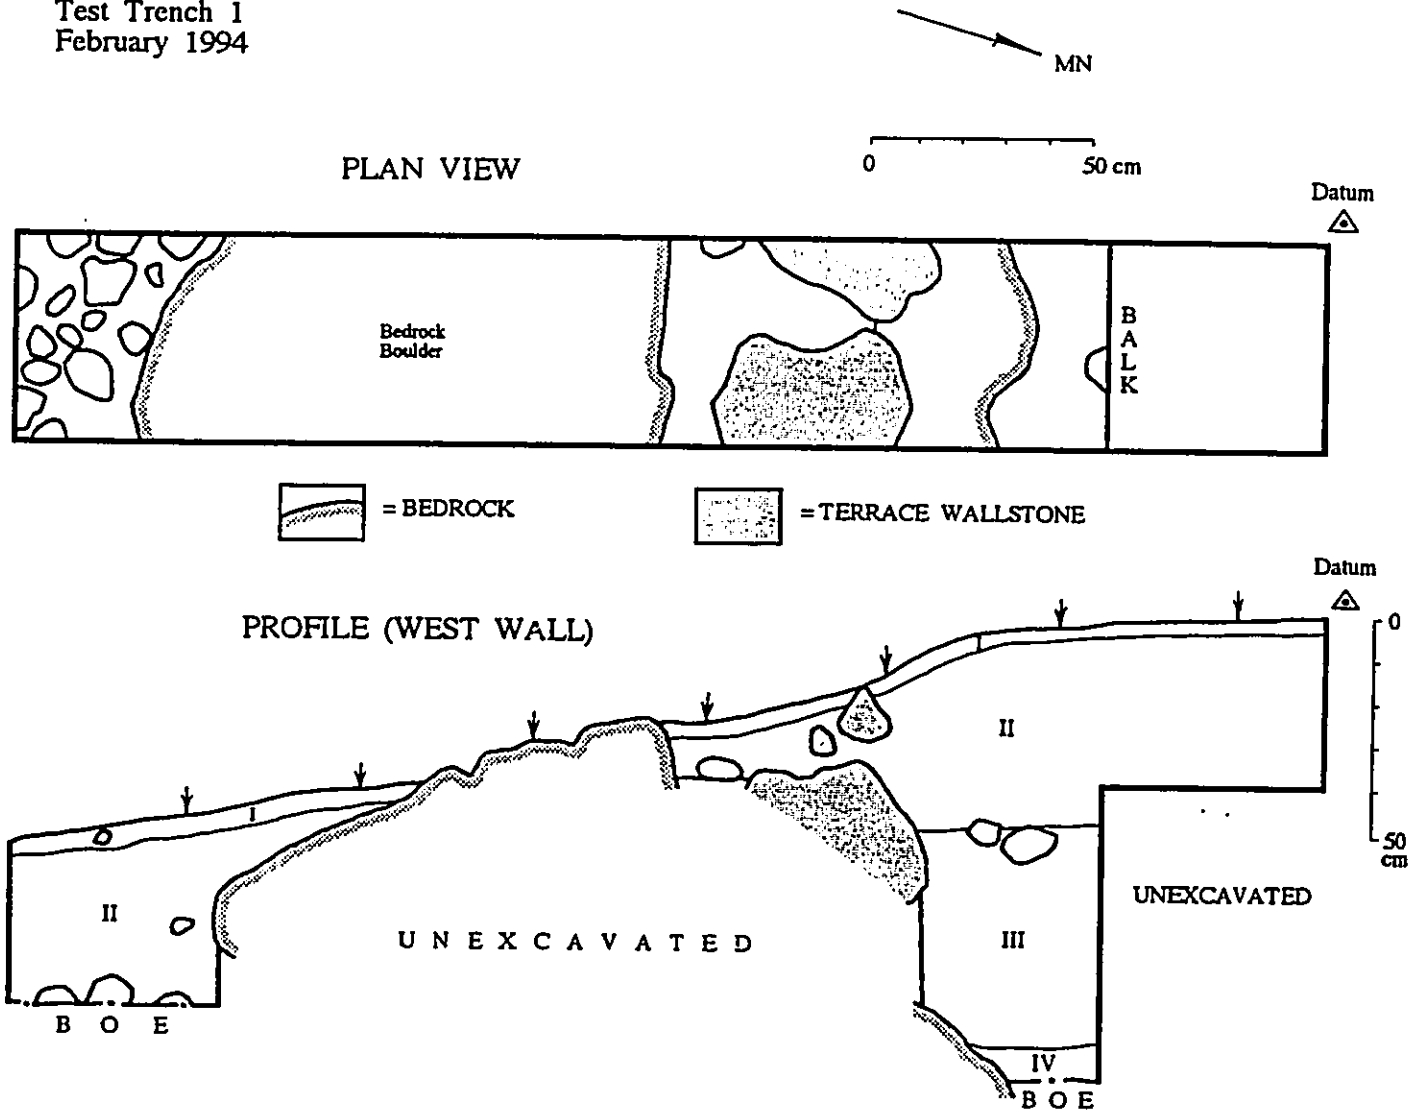 Test Trench 1
February 1994
MN
0 50 cm
PLAN VIEW
Datum
Bedrock
Boulder
B
A
L
K
= BEDROCK
= TERRACE WALLSTONE
Datum
PROFILE (WEST WALL)
0
50
cm
I
II
II
III
IV
UNEXCAVATED
UNEXCAVATED
B O E
B O E